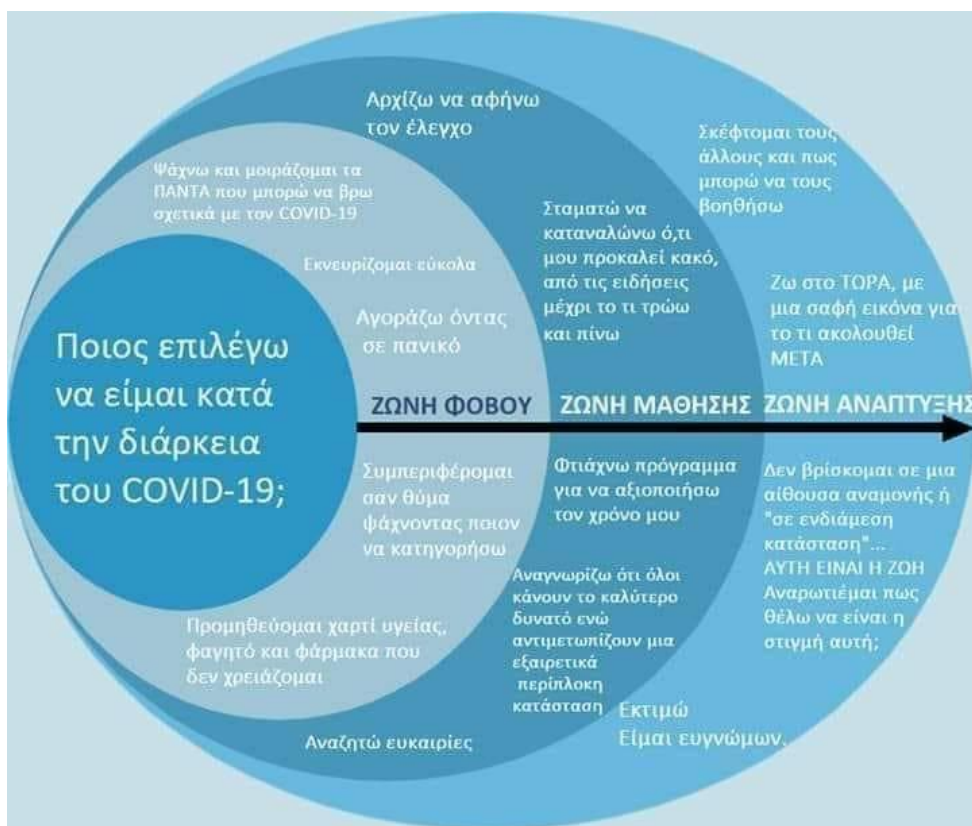 Ποιος επιλέγω
να είμαι κατά
την διάρκεια
του COVID-19;
Ψάχνω και μοιράζομαι τα
ΠΑΝΤΑ που μπορώ να βρω
σχετικά με τον COVID-19
Εκνευρίζομαι εύκολα
Αγοράζω όντας
σε πανικό
ΖΩΝΗ ΦΟΒΟΥ
Συμπεριφέρομαι
σαν θύμα
ψάχνοντας ποιον
να κατηγορήσω
Προμηθεύομαι χαρτί υγείας,
φαγητό και φάρμακα που
δεν χρειάζομαι
Αρχίζω να αφήνω
τον έλεγχο
Σταματώ να
καταναλώνω ό,τι
μου προκαλεί κακό,
από τις ειδήσεις
μέχρι το τι τρώω
και πίνω
ΖΩΝΗ ΜΑΘΗΣΗΣ
Φτιάχνω πρόγραμμα
για να αξιοποιήσω
τον χρόνο μου
Αναγνωρίζω ότι όλοι
κάνουν το καλύτερο
δυνατό ενώ
αντιμετωπίζουν μια
εξαιρετικά
περίπλοκη
κατάσταση
Αναζητώ ευκαιρίες
Σκέφτομαι τους
άλλους και πως
μπορώ να τους
βοηθήσω
Ζω στο ΤΩΡΑ, με
μια σαφή εικόνα για
το τι ακολουθεί
ΜΕΤΑ
ΖΩΝΗ ΑΝΑΠΤΥΞΗΣ
Δεν βρίσκομαι σε μια
αίθουσα αναμονής ή
"σε ενδιάμεση
κατάσταση"...
ΑΥΤΗ ΕΙΝΑΙ Η ΖΩΗ
Αναρωτιέμαι πως
θέλω να είναι η
στιγμή αυτή;
Εκτιμώ
Είμαι ευγνώμων.